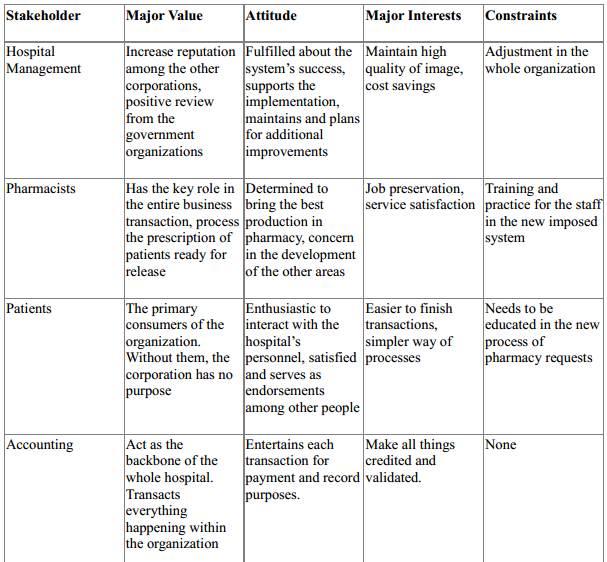 Stakeholder
Major Value
Attitude
Major Interests
Constraints
Hospital
Management
Increase reputation
among the other
corporations,
positive review
from the
government
organizations
Fulfilled about the
system's success,
supports the
implementation,
maintains and plans
for additional
improvements
Maintain high
quality of image,
cost savings
Adjustment in the
whole organization
Pharmacists
Has the key role in
the entire business
transaction, process
the prescription of
patients ready for
release
Determined to
bring the best
production in
pharmacy, concern
in the development
of the other areas
Job preservation,
service satisfaction
Training and
practice for the staff
in the new imposed
system
Patients
The primary
consumers of the
organization.
Without them, the
corporation has no
purpose
Enthusiastic to
interact with the
hospital's
personnel, satisfied
and serves as
endorsements
among other people
Easier to finish
transactions,
simpler way of
processes
Needs to be
educated in the new
process of
pharmacy requests
Accounting
Act as the
backbone of the
whole hospital.
Transacts
everything
happening within
the organization
Entertains each
transaction for
payment and record
purposes.
Make all things
credited and
validated.
None